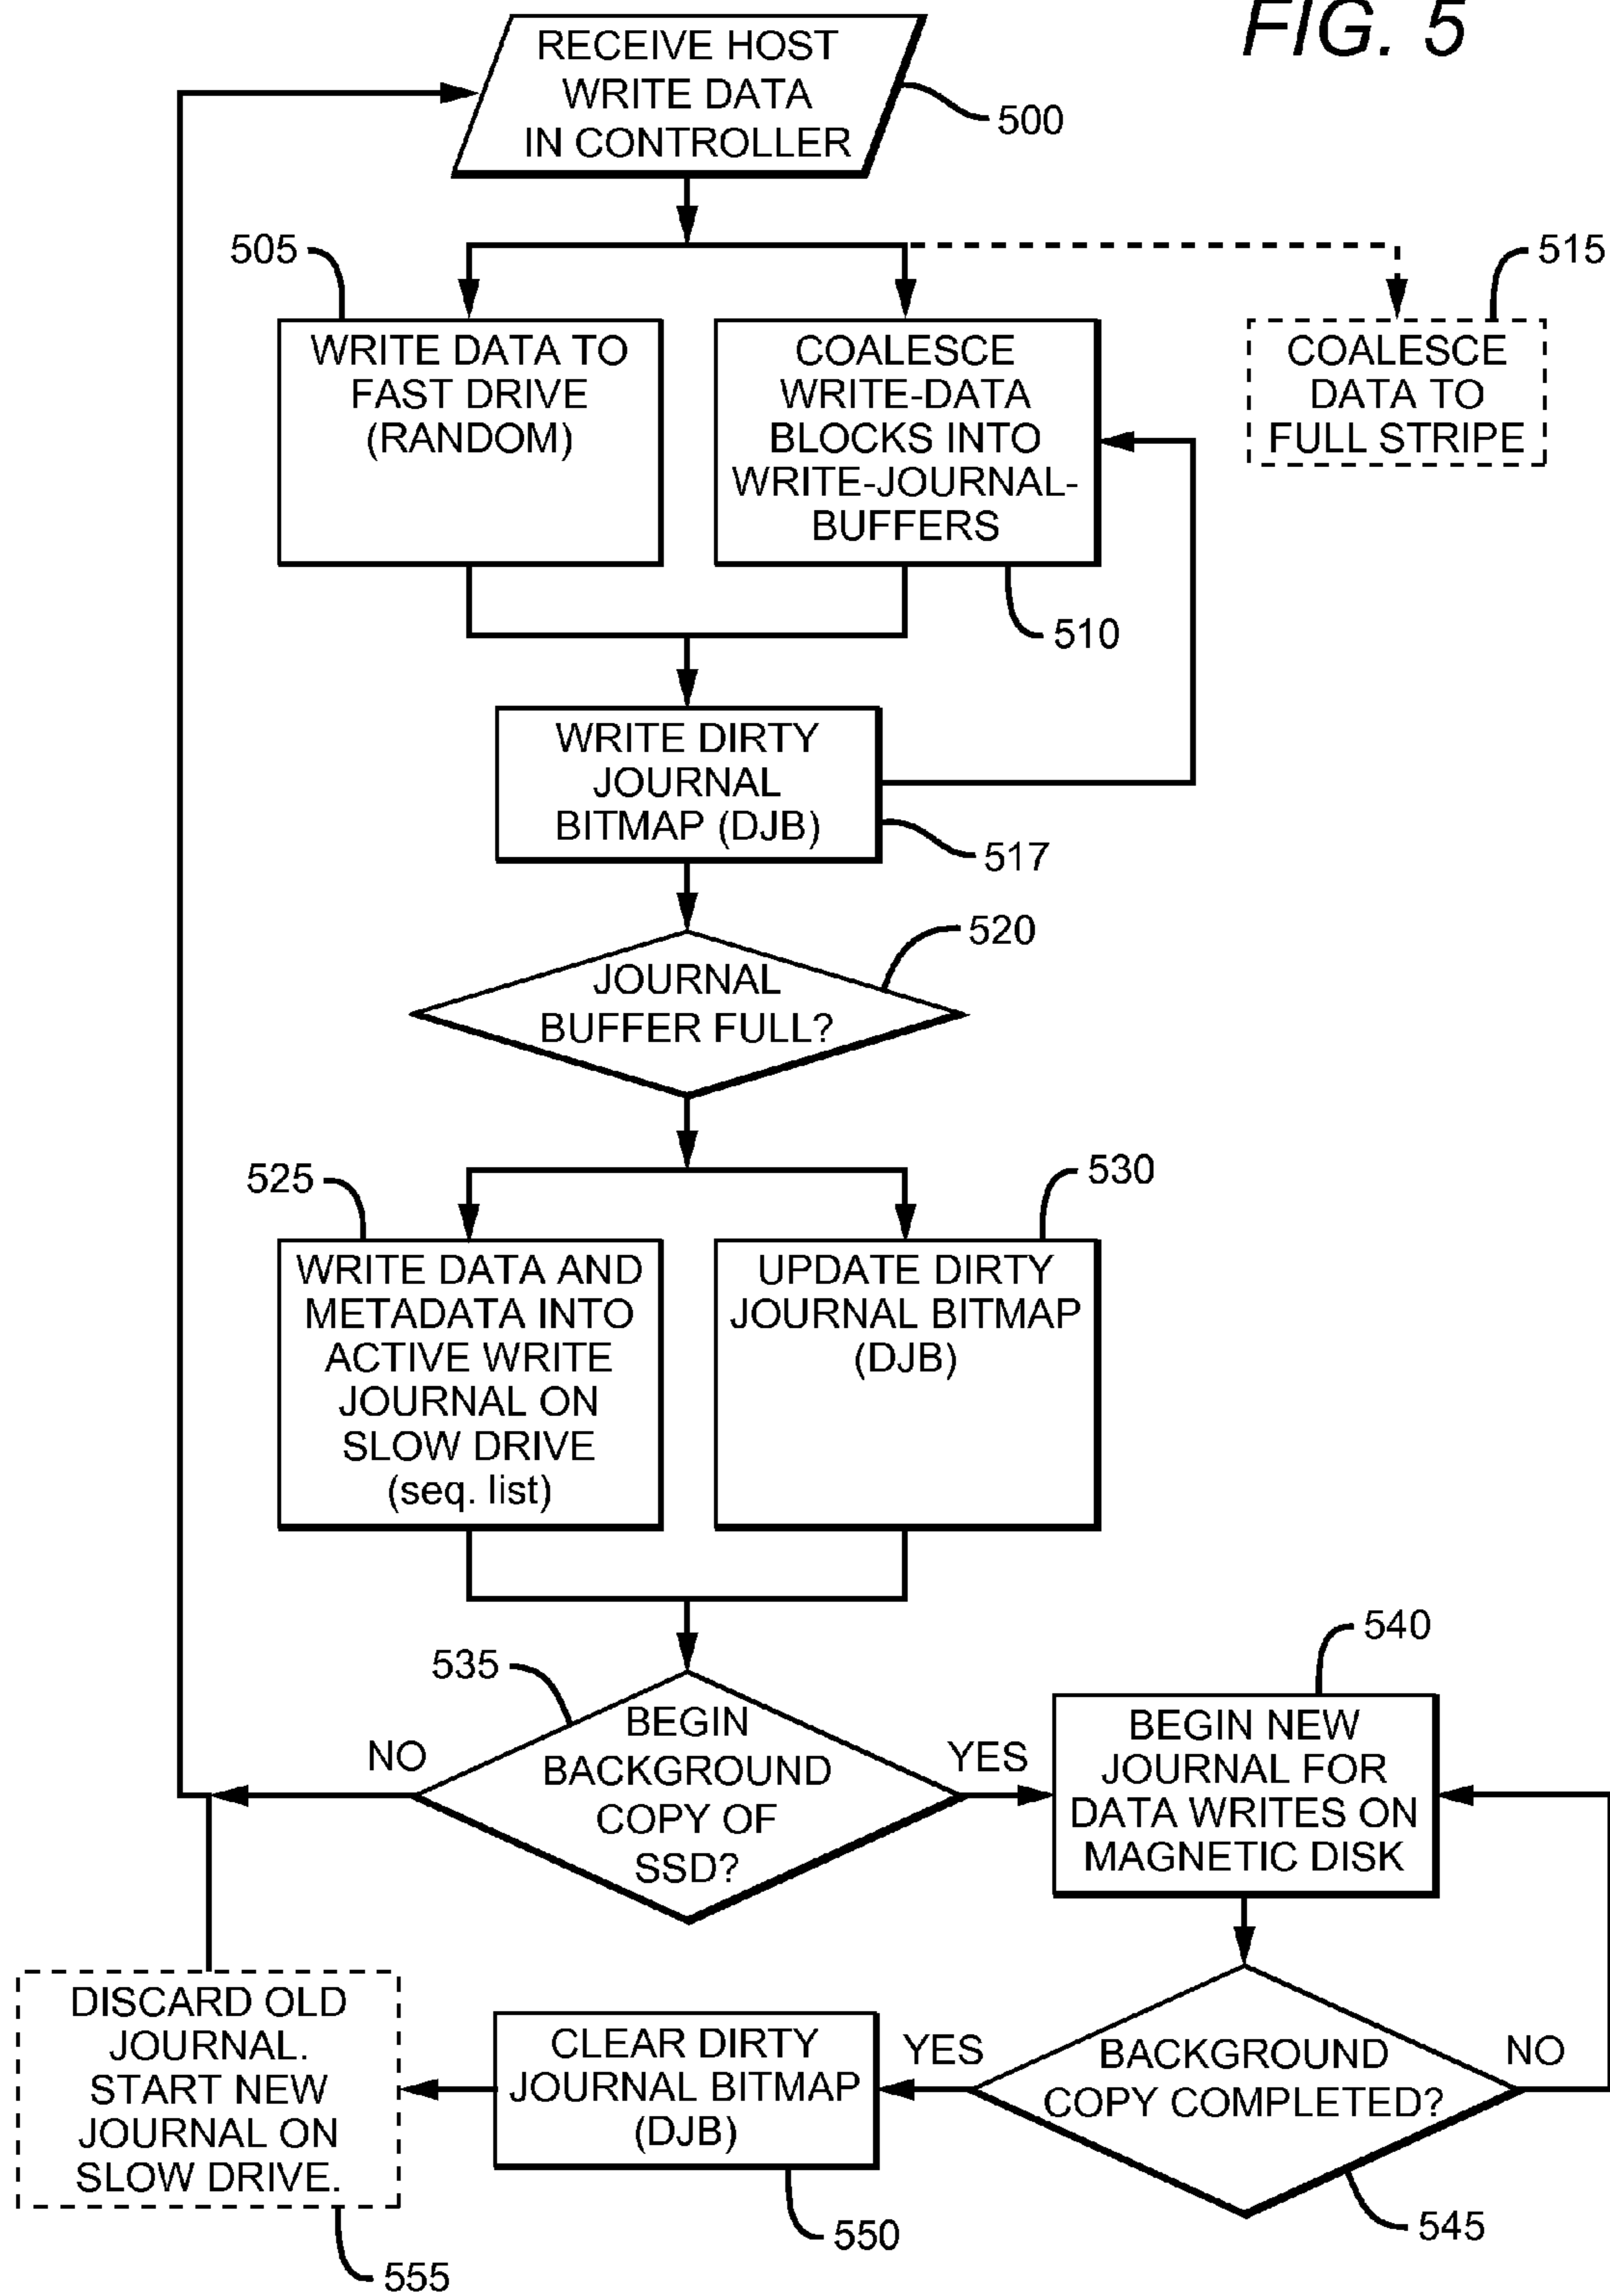 FIG. 5
RECEIVE HOST
WRITE DATA
IN CONTROLLER
500
505
515
WRITE DATA TO
FAST DRIVE
(RANDOM)
COALESCE
WRITE-DATA
BLOCKS INTO
WRITE-JOURNAL-
BUFFERS
COALESCE
DATA TO
FULL STRIPE
510
WRITE DIRTY
JOURNAL
BITMAP (DJB)
517
520
JOURNAL
BUFFER FULL?
525
530
WRITE DATA AND
METADATA INTO
ACTIVE WRITE
JOURNAL ON
SLOW DRIVE
(seq. list)
UPDATE DIRTY
JOURNAL BITMAP
(DJB)
535
540
NO
BEGIN
BACKGROUND
COPY OF
SSD?
YES
BEGIN NEW
JOURNAL FOR
DATA WRITES ON
MAGNETIC DISK
DISCARD OLD
JOURNAL.
START NEW
JOURNAL ON
SLOW DRIVE.
CLEAR DIRTY
JOURNAL BITMAP
(DJB)
YES
BACKGROUND
COPY COMPLETED?
NO
550
545
555